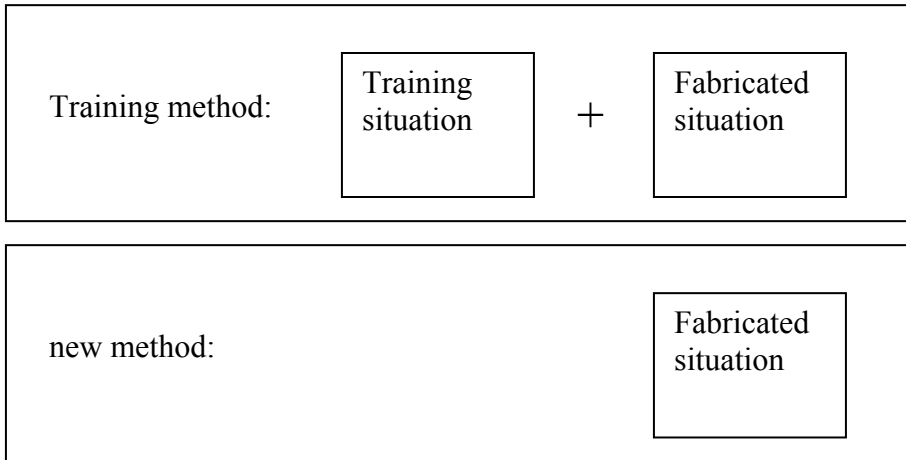 Training method:
Training
situation
+
Fabricated
situation
new method:
Fabricated
situation